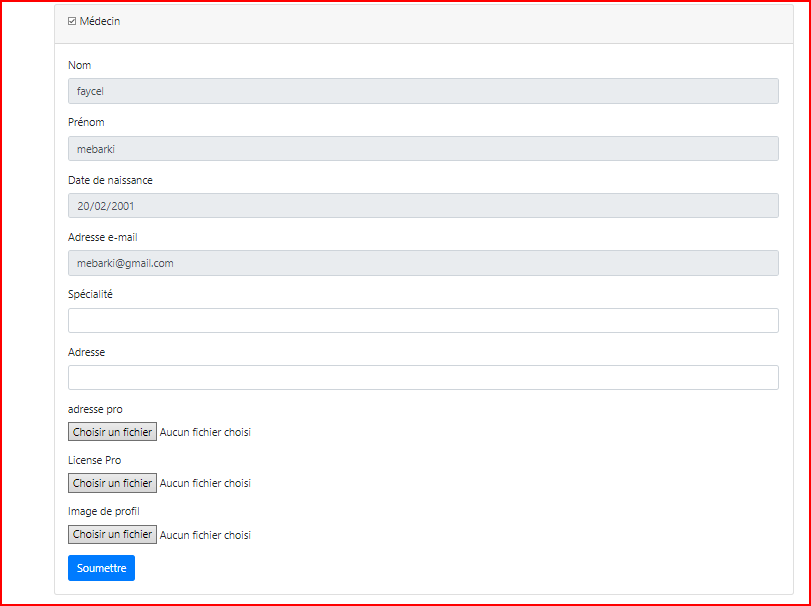 Médecin
Nom
faycel
Prénom
mebarki
Date de naissance
20/02/2001
Adresse e-mail
mebarki@gmail.com
Spécialité
Adresse
adresse pro
Choisir un fichier Aucun fichier choisi
License Pro
Choisir un fichier Aucun fichier choisi
Image de profil
Choisir un fichier Aucun fichier choisi
Soumettre